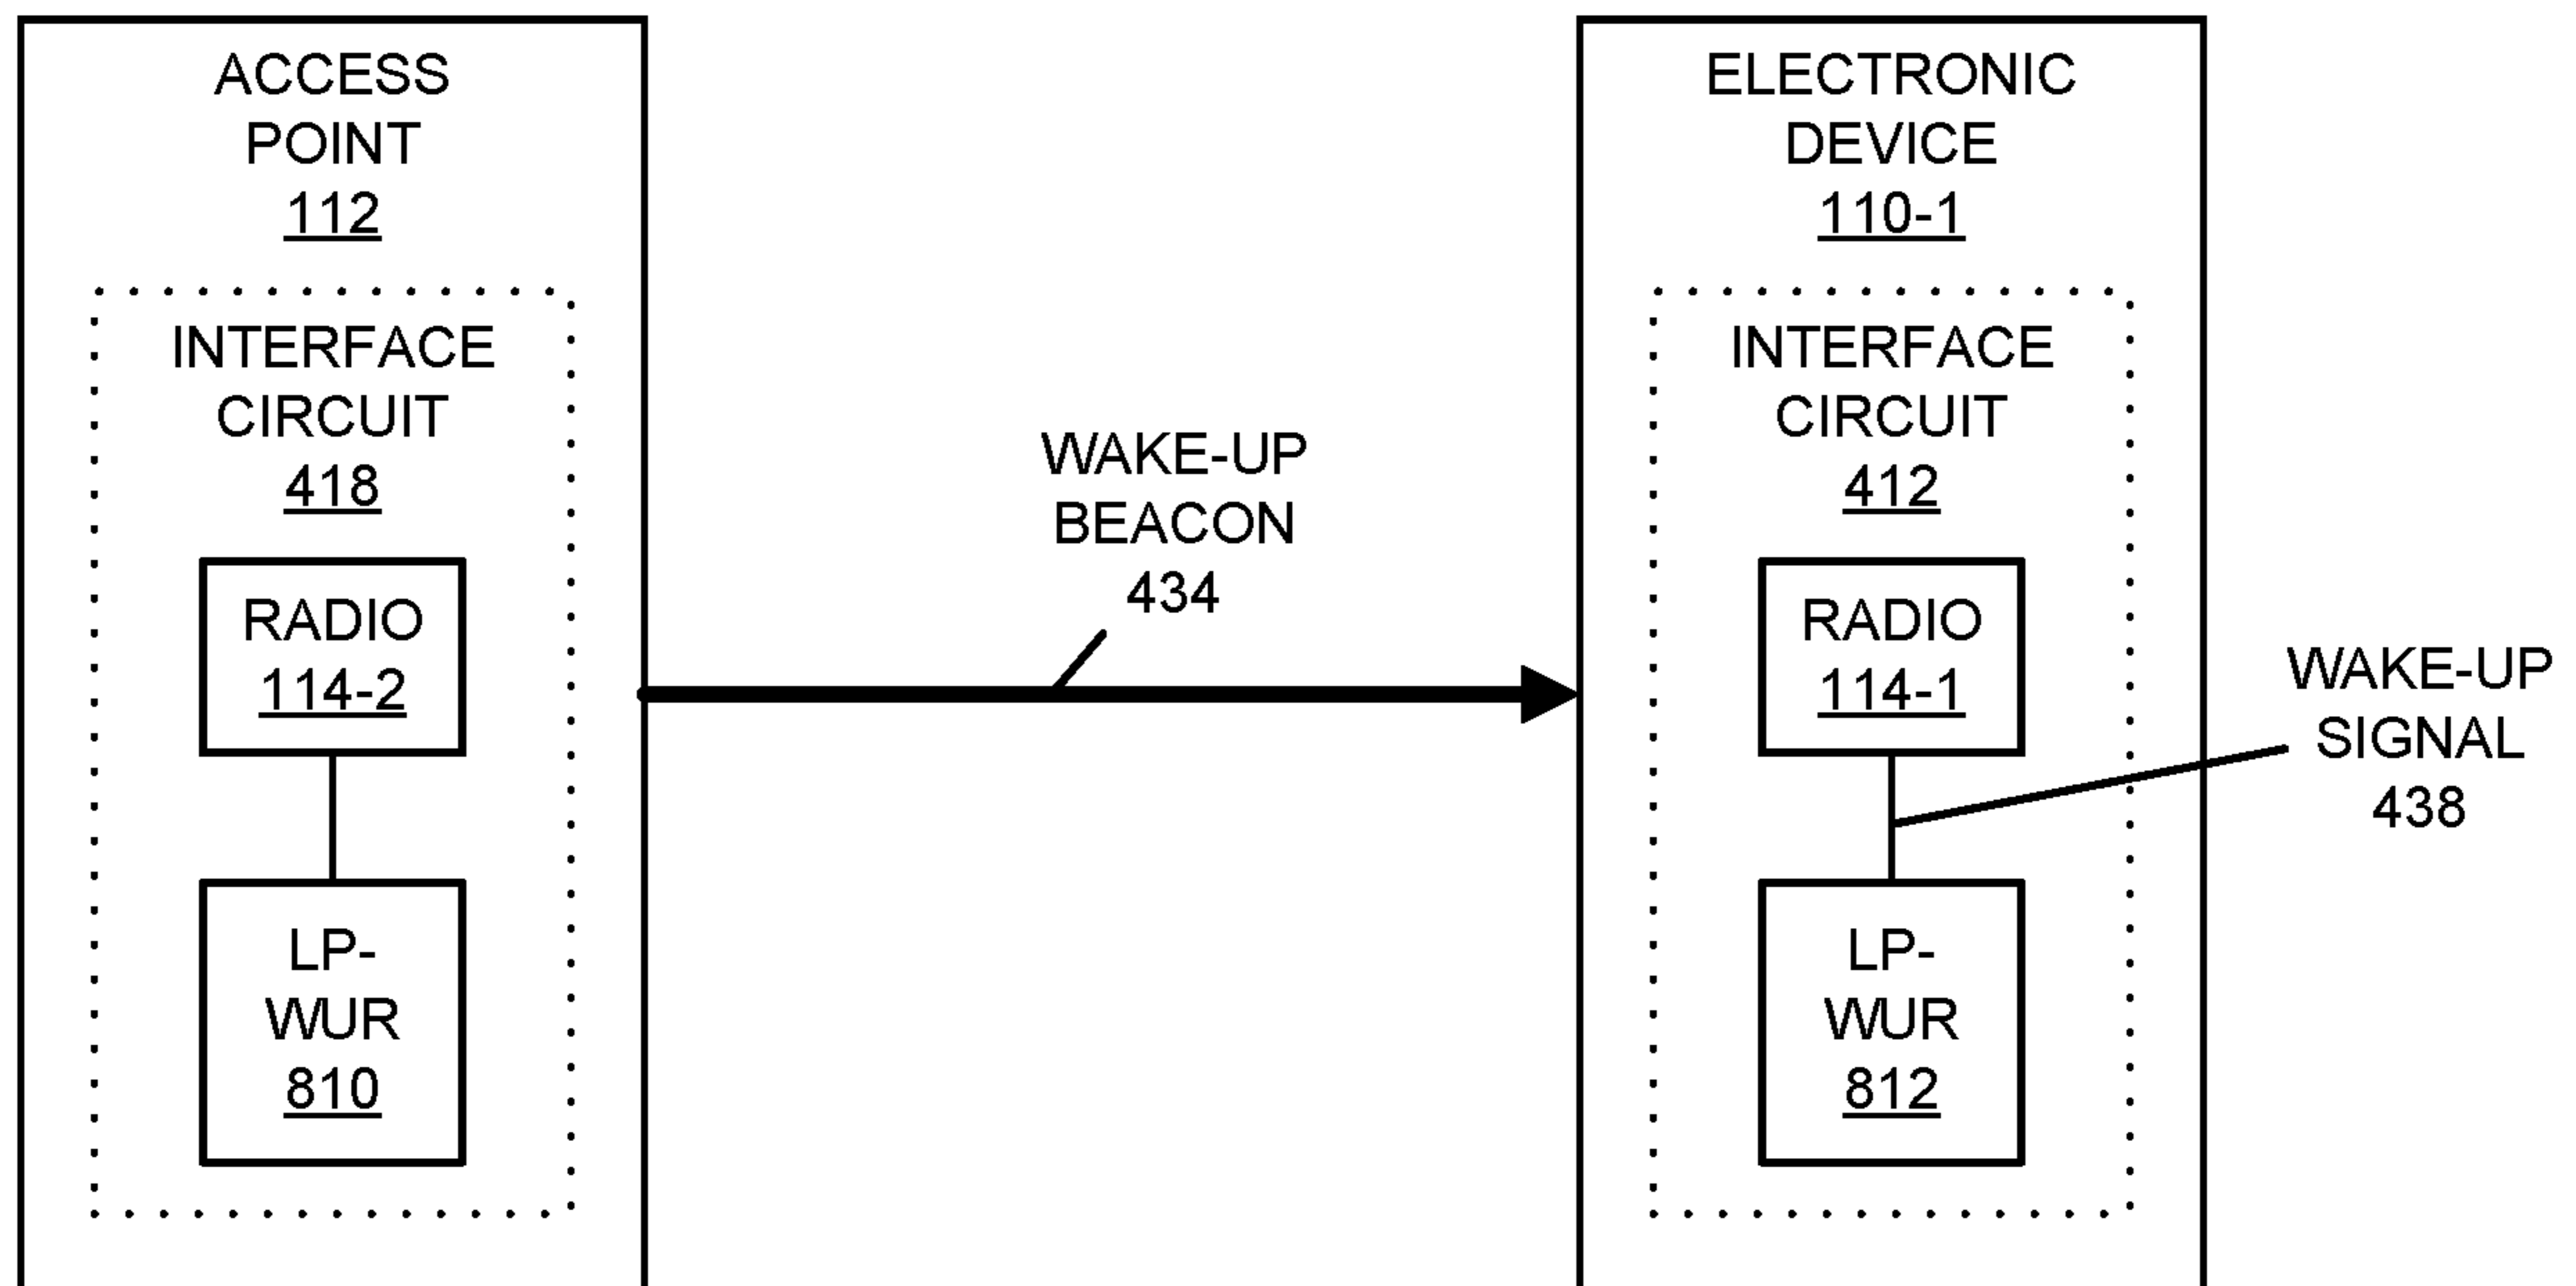 ACCESS
POINT
112
INTERFACE
CIRCUIT
418
RADIO
114-2
LP-
WUR
810
WAKE-UP
BEACON
434
ELECTRONIC
DEVICE
110-1
INTERFACE
CIRCUIT
412
RADIO
114-1
LP-
WUR
812
WAKE-UP
SIGNAL
438